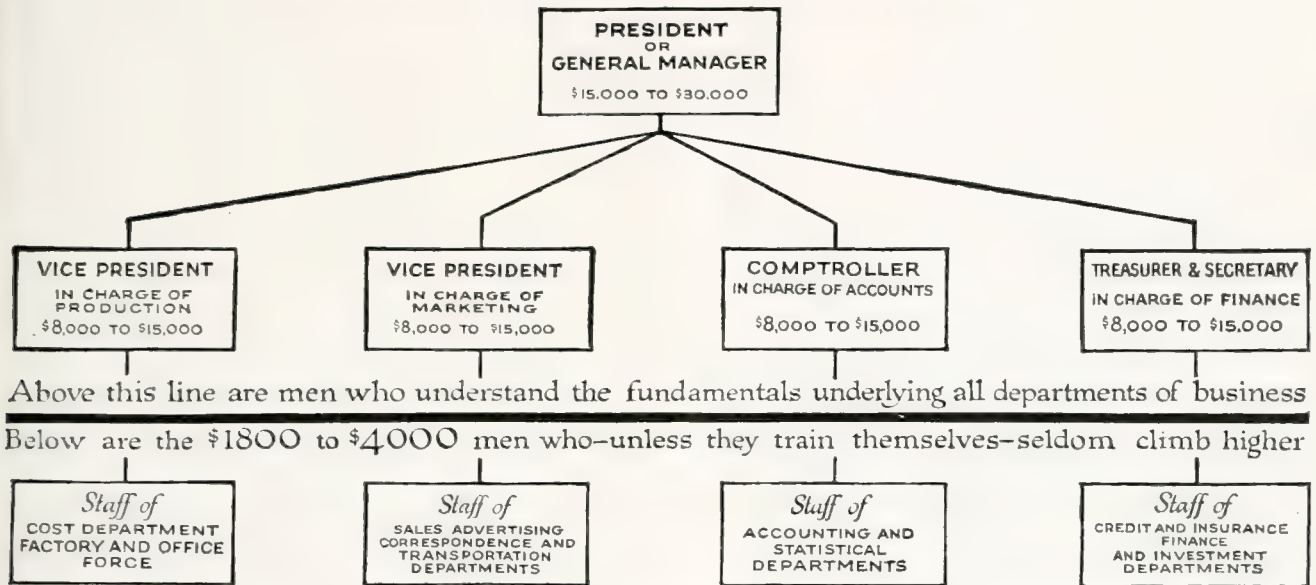 PRESIDENT
OR
GENERAL MANAGER
$15.000 TO $30.000
VICE PRESIDENT
IN CHARGE OF
PRODUCTION
$8,000 TO $15,000
VICE PRESIDENT
IN CHARGE OF
MARKETING
$8,000 TO $15,000
COMPTROLLER
IN CHARGE OF ACCOUNTS
$8,000 TO $15,000
TREASURER & SECRETARY
IN CHARGE OF FINANCE
$8,000 TO $15.000
Above this line are men who understand the fundamentals underlying all departments of business
Below are the $1800 to $4000 men who–unless they train themselves–seldom climb higher
Staff of
COST DEPARTMENT
FACTORY AND OFFICE
FORCE
Staff of
SALES ADVERTISING
CORRESPONDENCE AND
TRANSPORTATION
DEPARTMENTS
Staff of
ACCOUNTING AND
STATISTICAL
DEPARTMENTS
Staff of
CREDIT AND INSURANCE
FINANCE
AND INVESTMENT
DEPARTMENTS